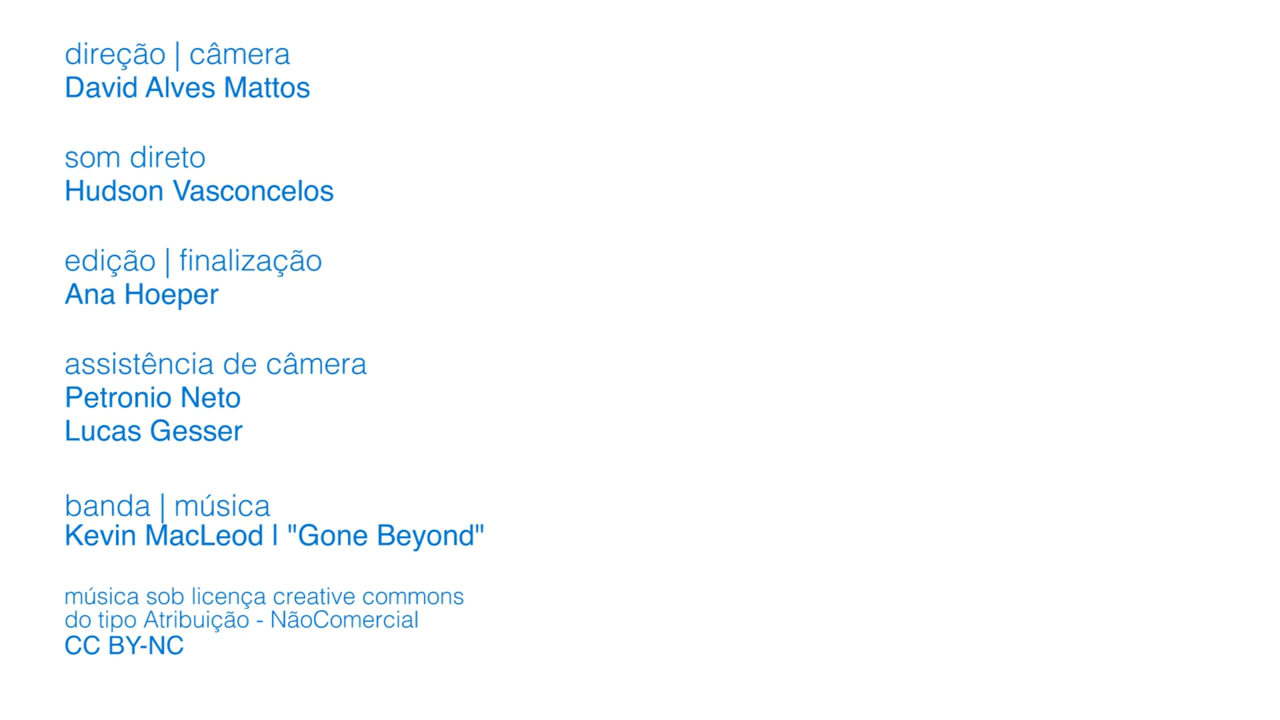 direção | câmera
David Alves Mattos
som direto
Hudson Vasconcelos
edição | finalização
Ana Hoeper
assistência de câmera
Petronio Neto
Lucas Gesser
banda | música
Kevin MacLeod l "Gone Beyond"
música sob licença creative commons
do tipo Atribuição - NãoComercial
CC BY-NC